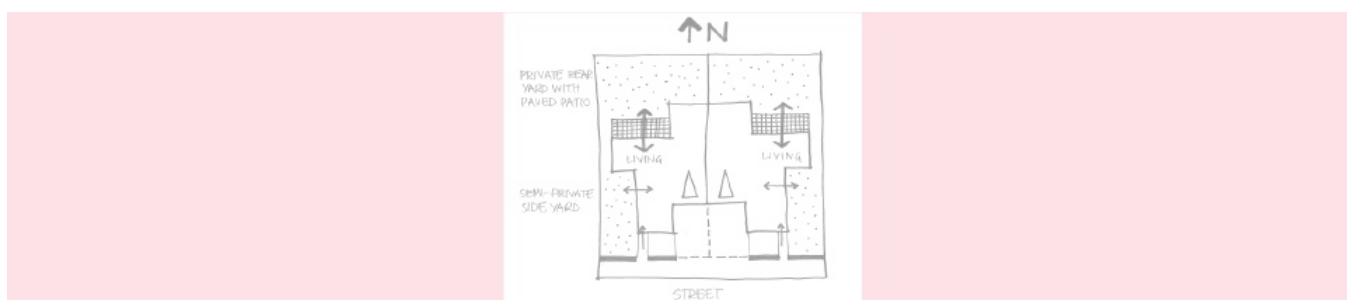 N
PRIVATE REAR
YARD WITH
PAVED PATIO
LIVING
LIVING
SEMI-PRIVATE
SIDE YARD
STREET